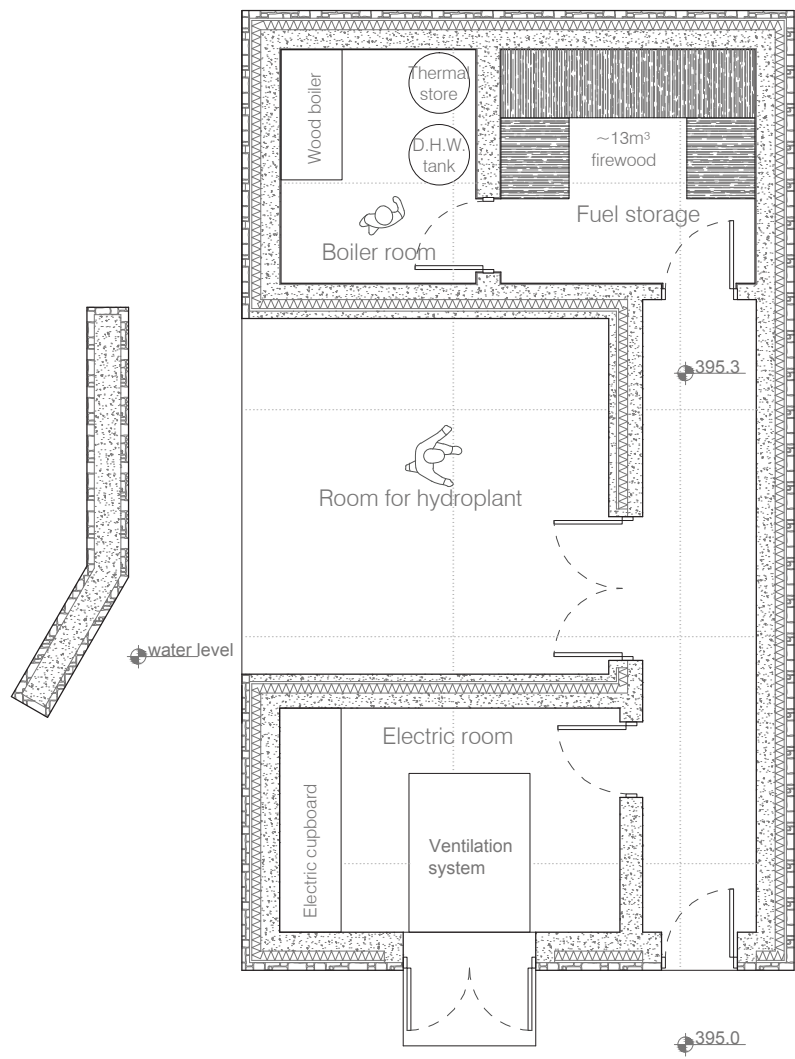 Wood boiler
Thermal
store
D.H.W.
tank
~13m³
firewood
Fuel storage
Boiler room
395.3
Room for hydroplant
water level
Electric room
Electric cupboard
Ventilation
system
395.0